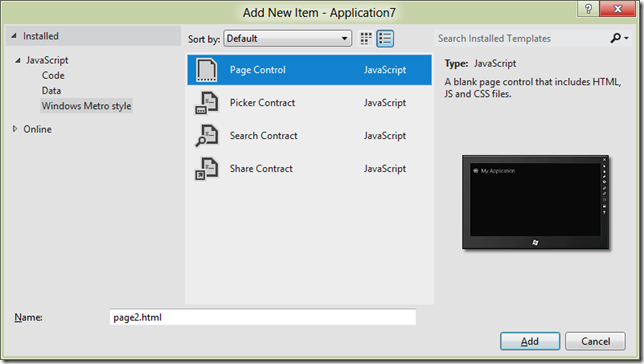 Add New Item - Application7
?
Installed
JavaScript
Code
Data
Windows Metro style
Online
Sort by:
Default
Page Control JavaScript
Picker Contract JavaScript
Search Contract JavaScript
Share Contract JavaScript
Search Installed Templates
Type: JavaScript
A blank page control that includes HTML,
JS and CSS files.
My Application
Name:
page2.html
Add
Cancel